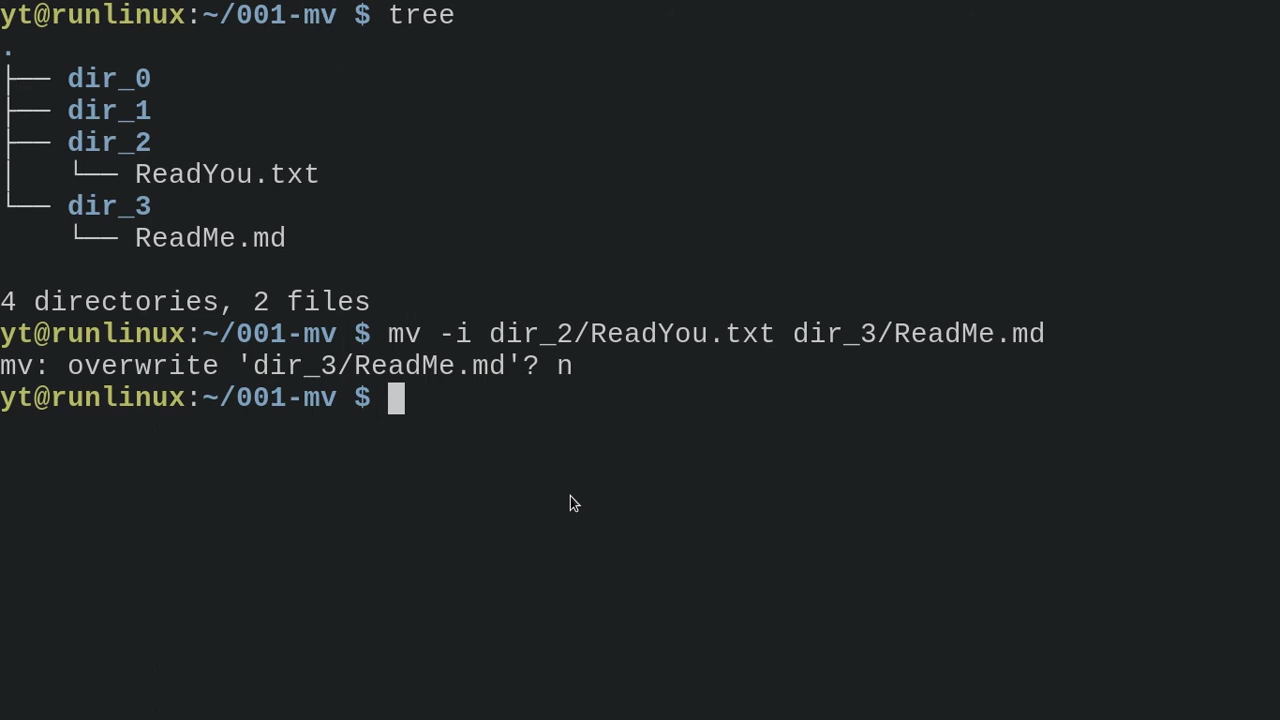 yt@runlinux:~/001-mv $ tree
.
├── dir_0
├── dir_1
├── dir_2
│   └── ReadYou.txt
└── dir_3
    └── ReadMe.md

4 directories, 2 files
yt@runlinux:~/001-mv $ mv -i dir_2/ReadYou.txt dir_3/ReadMe.md
mv: overwrite 'dir_3/ReadMe.md'? n
yt@runlinux:~/001-mv $